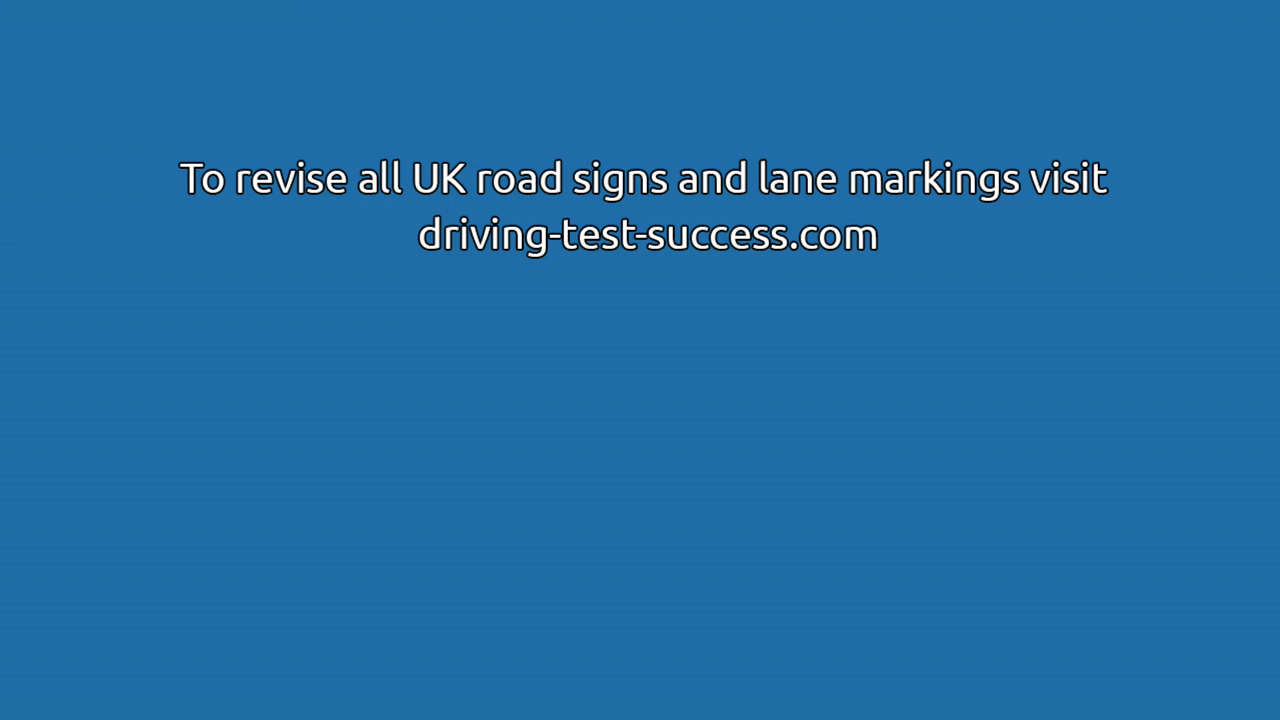 To revise all UK road signs and lane markings visit
driving-test-success.com